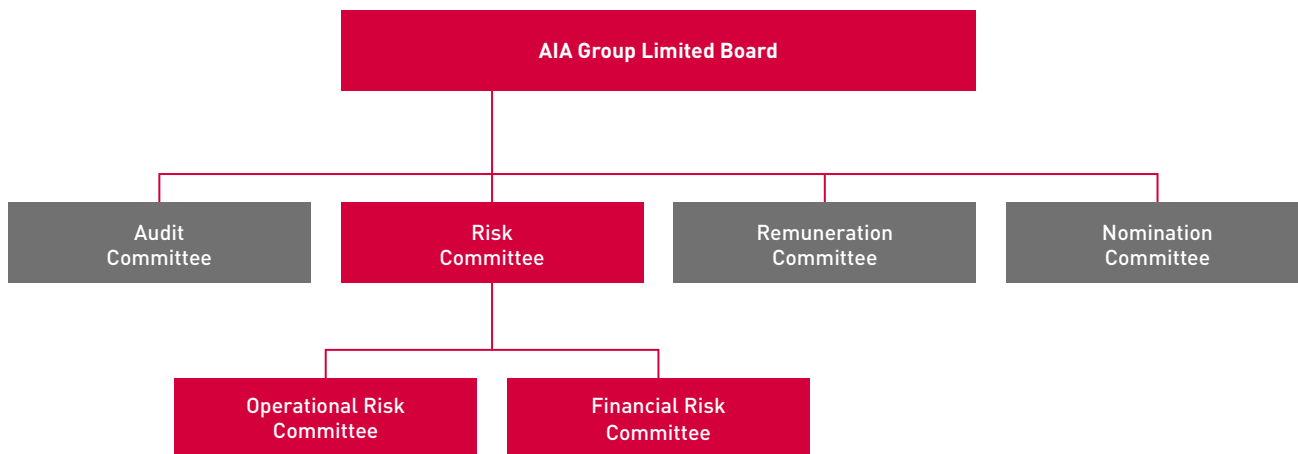 AIA Group Limited Board
Audit
Committee
Risk
Committee
Remuneration
Committee
Nomination
Committee
Operational Risk
Committee
Financial Risk
Committee